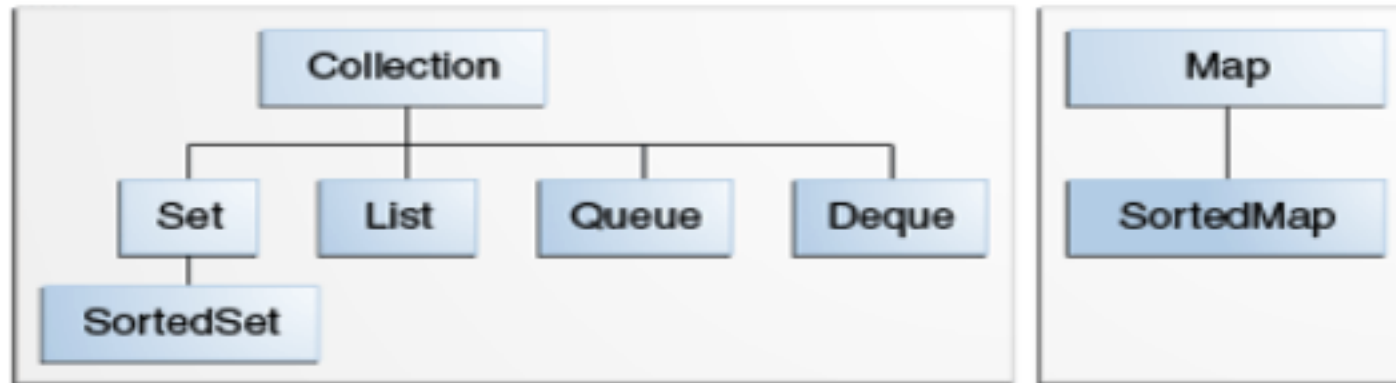 Collection
Map
Set
List
Queue
Deque
SortedMap
SortedSet